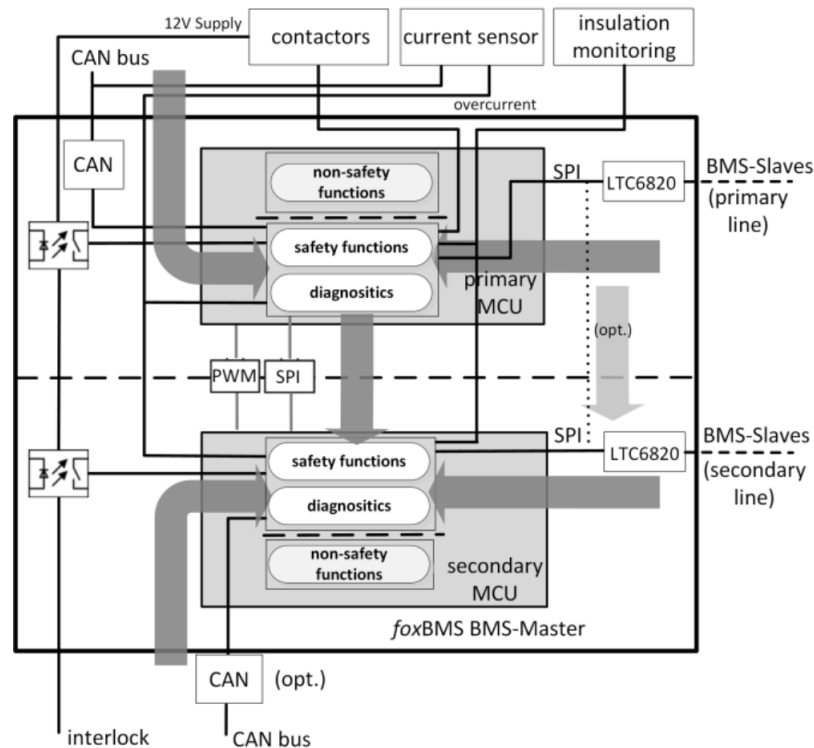 12V Supply
contactors
current sensor
insulation
monitoring
CAN bus
overcurrent
CAN
non-safety
functions
SPI
LTC6820
BMS-Slaves
(primary
line)
safety functions
diagnositics
primary
MCU
(opt.)
PWM
SPI
SPI
LTC6820
BMS-Slaves
(secondary
line)
safety functions
diagnositics
non-safety
functions
secondary
MCU
foxBMS BMS-Master
CAN
(opt.)
interlock
CAN bus